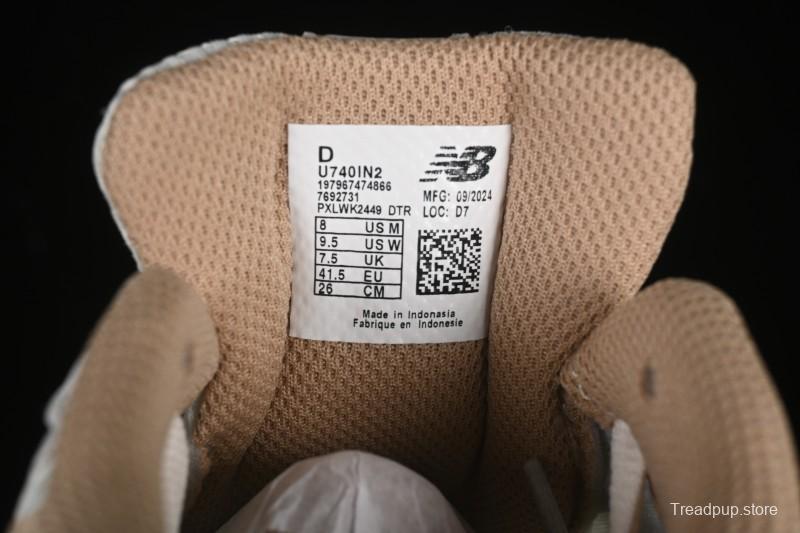 D
U740IN2
197967474866
7692731
PXLWK2449 DTR
NB
MFG: 09/2024
LOC: D7
8 US M
9.5 US W
7.5 UK
41.5 EU
26 CM
Made in Indonasia
Fabrique en Indonesie
Treadpup.store